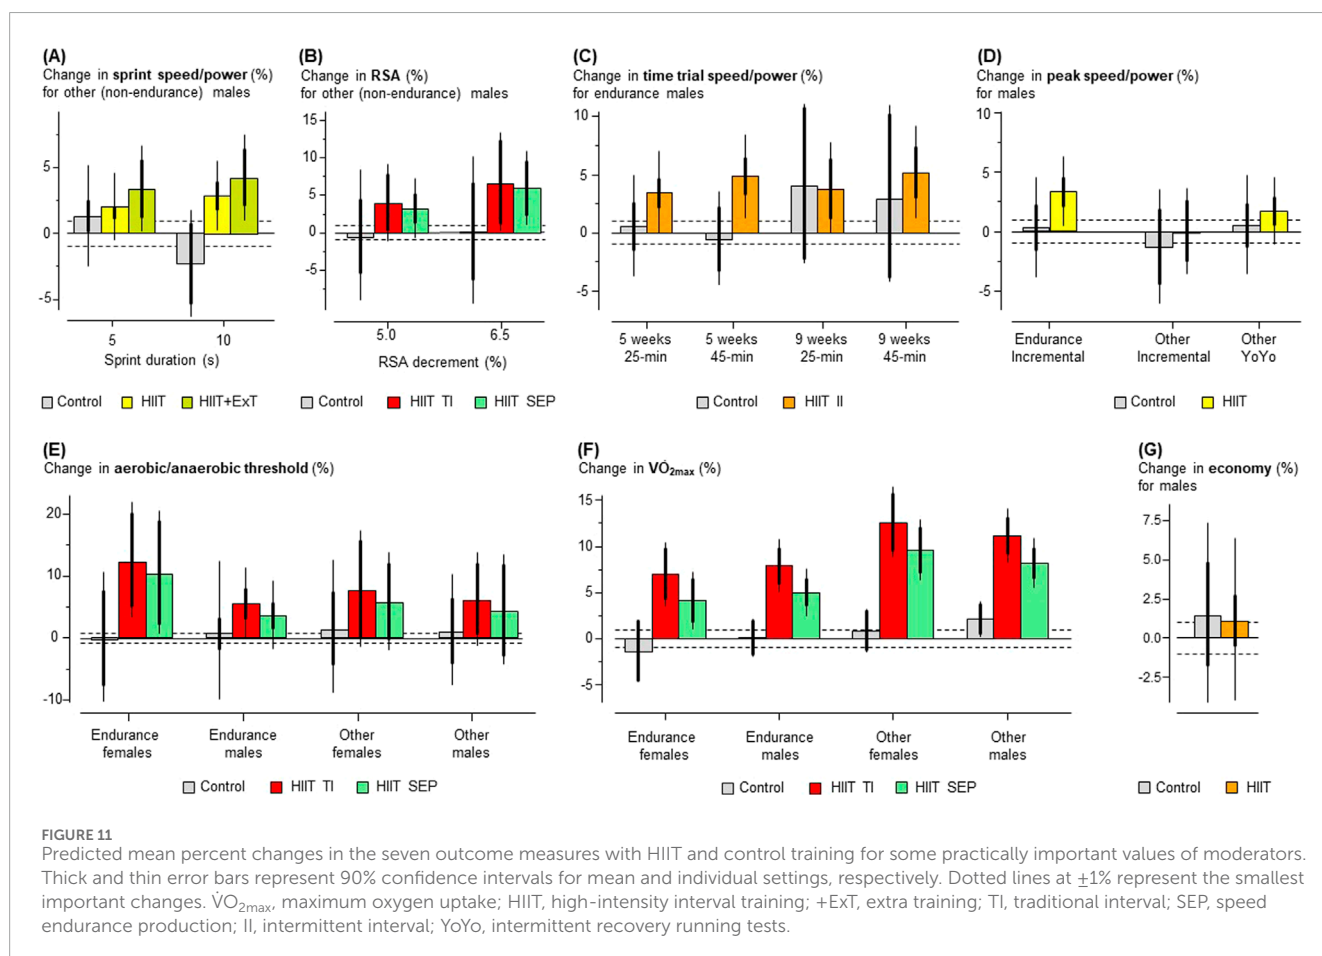 (A)
Change in sprint speed/power (%)
for other (non-endurance) males
5
0
-5
5
10
Sprint duration (s)
Control HIIT HIIT+ExT
(B)
Change in RSA (%)
for other (non-endurance) males
15
10
5
0
-5
5.0
6.5
RSA decrement (%)
Control HIIT TI HIIT SEP
(C)
Change in time trial speed/power (%)
for endurance males
10
5
0
-5
5 weeks 5 weeks 9 weeks 9 weeks
25-min 45-min 25-min 45-min
Control HIIT II
(D)
Change in peak speed/power (%)
for males
10
5
0
-5
Endurance Other Other
Incremental Incremental YoYo
Control HIIT
(E)
Change in aerobic/anaerobic threshold (%)
20
10
0
-10
Endurance Endurance Other Other
females males females males
Control HIIT TI HIIT SEP
(F)
Change in V̇O2max (%)
15
10
5
0
-5
Endurance Endurance Other Other
females males females males
Control HIIT TI HIIT SEP
(G)
Change in economy (%)
for males
7.5
5.0
2.5
0.0
-2.5
Control HIIT
FIGURE 11
Predicted mean percent changes in the seven outcome measures with HIIT and control training for some practically important values of moderators.
Thick and thin error bars represent 90% confidence intervals for mean and individual settings, respectively. Dotted lines at ±1% represent the smallest
important changes. V̇O2max, maximum oxygen uptake; HIIT, high-intensity interval training; +ExT, extra training; TI, traditional interval; SEP, speed
endurance production; II, intermittent interval; YoYo, intermittent recovery running tests.